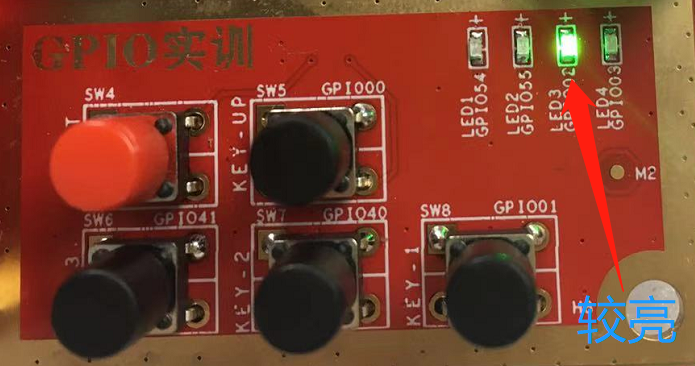 GPIO实训
LED1
GPIO54
LED2
GPIO55
LED3
LED4
GPIO03
SW4
SW5
GPIO00
KEY-UP
M2
SW6
GPIO41
SW7
GPIO40
KEY-2
SW8
GPIO01
KEY-1
较亮